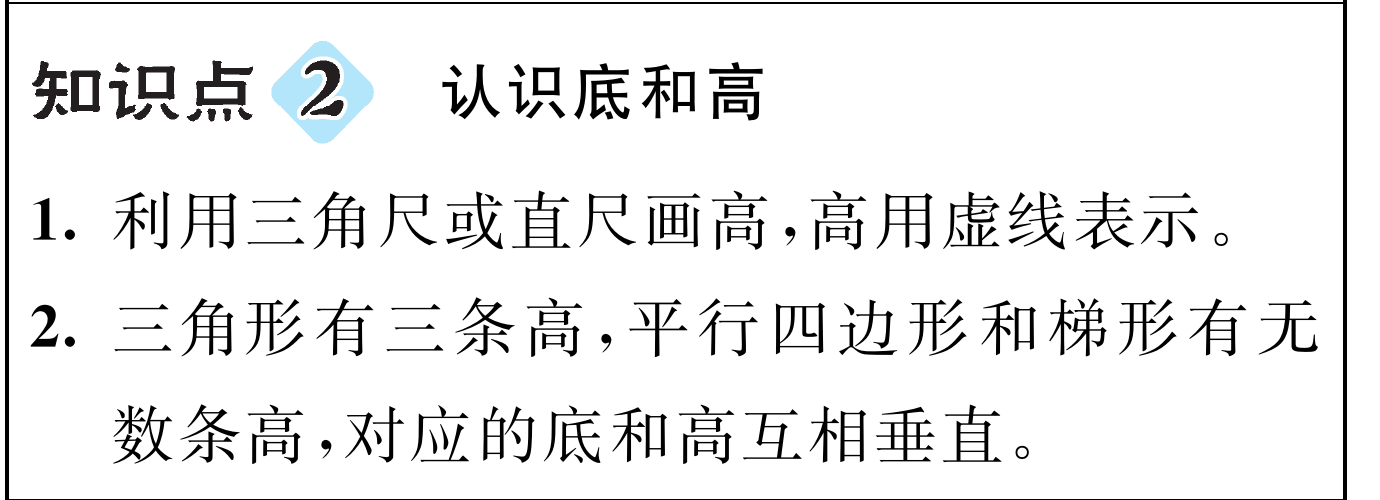 知识点 2 认识底和高
1. 利用三角尺或直尺画高,高用虚线表示。
2. 三角形有三条高,平行四边形和梯形有无
数条高,对应的底和高互相垂直。